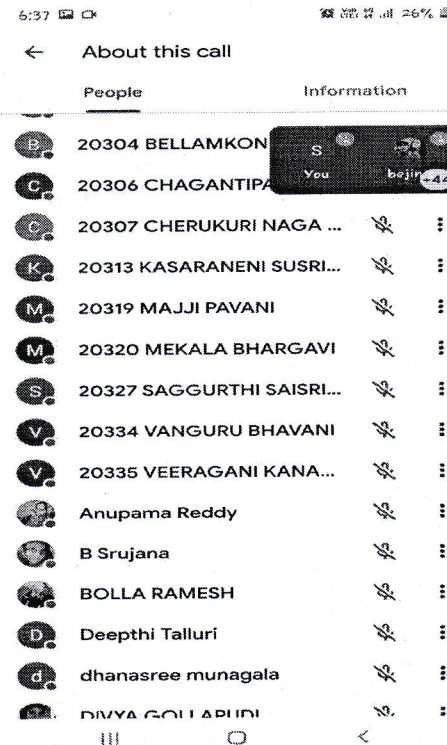 6:37 26%
← About this call
People Information
B 20304 BELLAMKON
S
You
+44
C 20306 CHAGANTIPA
C 20307 CHERUKURI NAGA ...
K 20313 KASARANENI SUSRI...
M 20319 MAJJI PAVANI
M 20320 MEKALA BHARGAVI
S 20327 SAGGURTHI SAISRI...
V 20334 VANGURU BHAVANI
V 20335 VEERAGANI KANA...
Anupama Reddy
B Srujana
BOLLA RAMESH
D Deepthi Talluri
d dhanasree munagala
DIVYA GOLLAPUDI